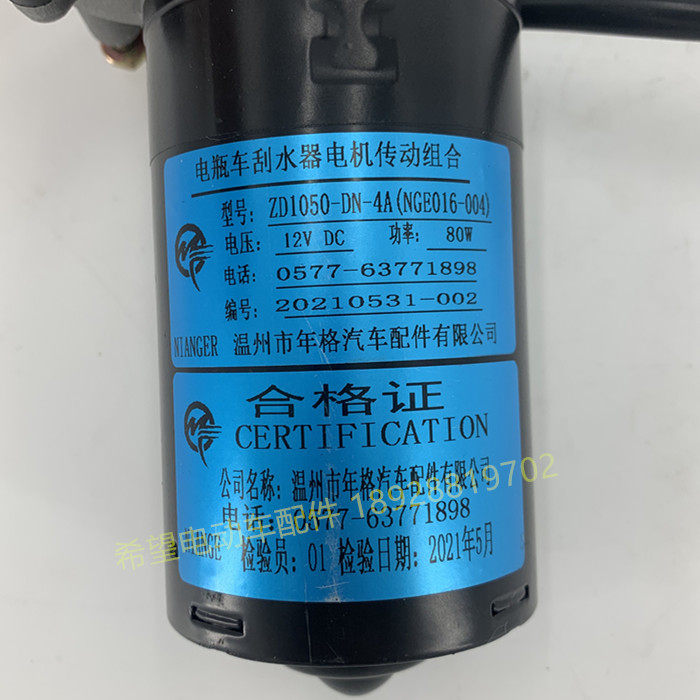 电瓶车刮水器电机传动组合
型号: ZD1050-DN-4A(NGE016-004)
电压: 12V DC 功率: 80W
电话: 0577-63771898
编号: 20210531-002
NIANGER 温州市年格汽车配件有限公司
合格证
CERTIFICATION
公司名称: 温州市年格汽车配件有限公司
电话: 0577-63771898
检验员: 01 检验日期: 2021年5月
希望电动车配件 18928819702